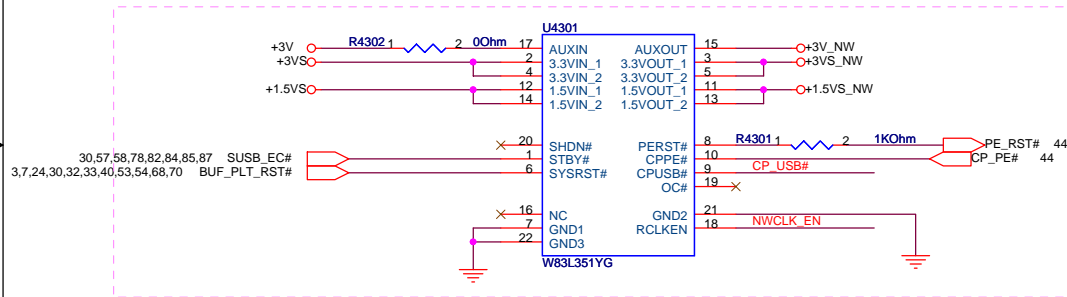 U4301
+3V R4302 1 2 0Ohm 17 AUXIN AUXOUT 15 +3V_NW
+3VS 2 3.3VIN_1 3.3VOUT_1 3 +3VS_NW
4 3.3VIN_2 3.3VOUT_2 5
+1.5VS 12 1.5VIN_1 1.5VOUT_1 11 +1.5VS_NW
14 1.5VIN_2 1.5VOUT_2 13
20 SHDN# PERST# 8 R4301 1 2 1KOhm PE_RST# 44
30,57,58,78,82,84,85,87 SUSB_EC# 1 STBY# CPPE# 10 CP_PE# 44
3,7,24,30,32,33,40,53,54,68,70 BUF_PLT_RST# 6 SYSRST# CPUSB# 9 CP_USB#
OC# 19
16 NC GND2 21
7 GND1 RCLKEN 18 NWCLK_EN
22 GND3
W83L351YG